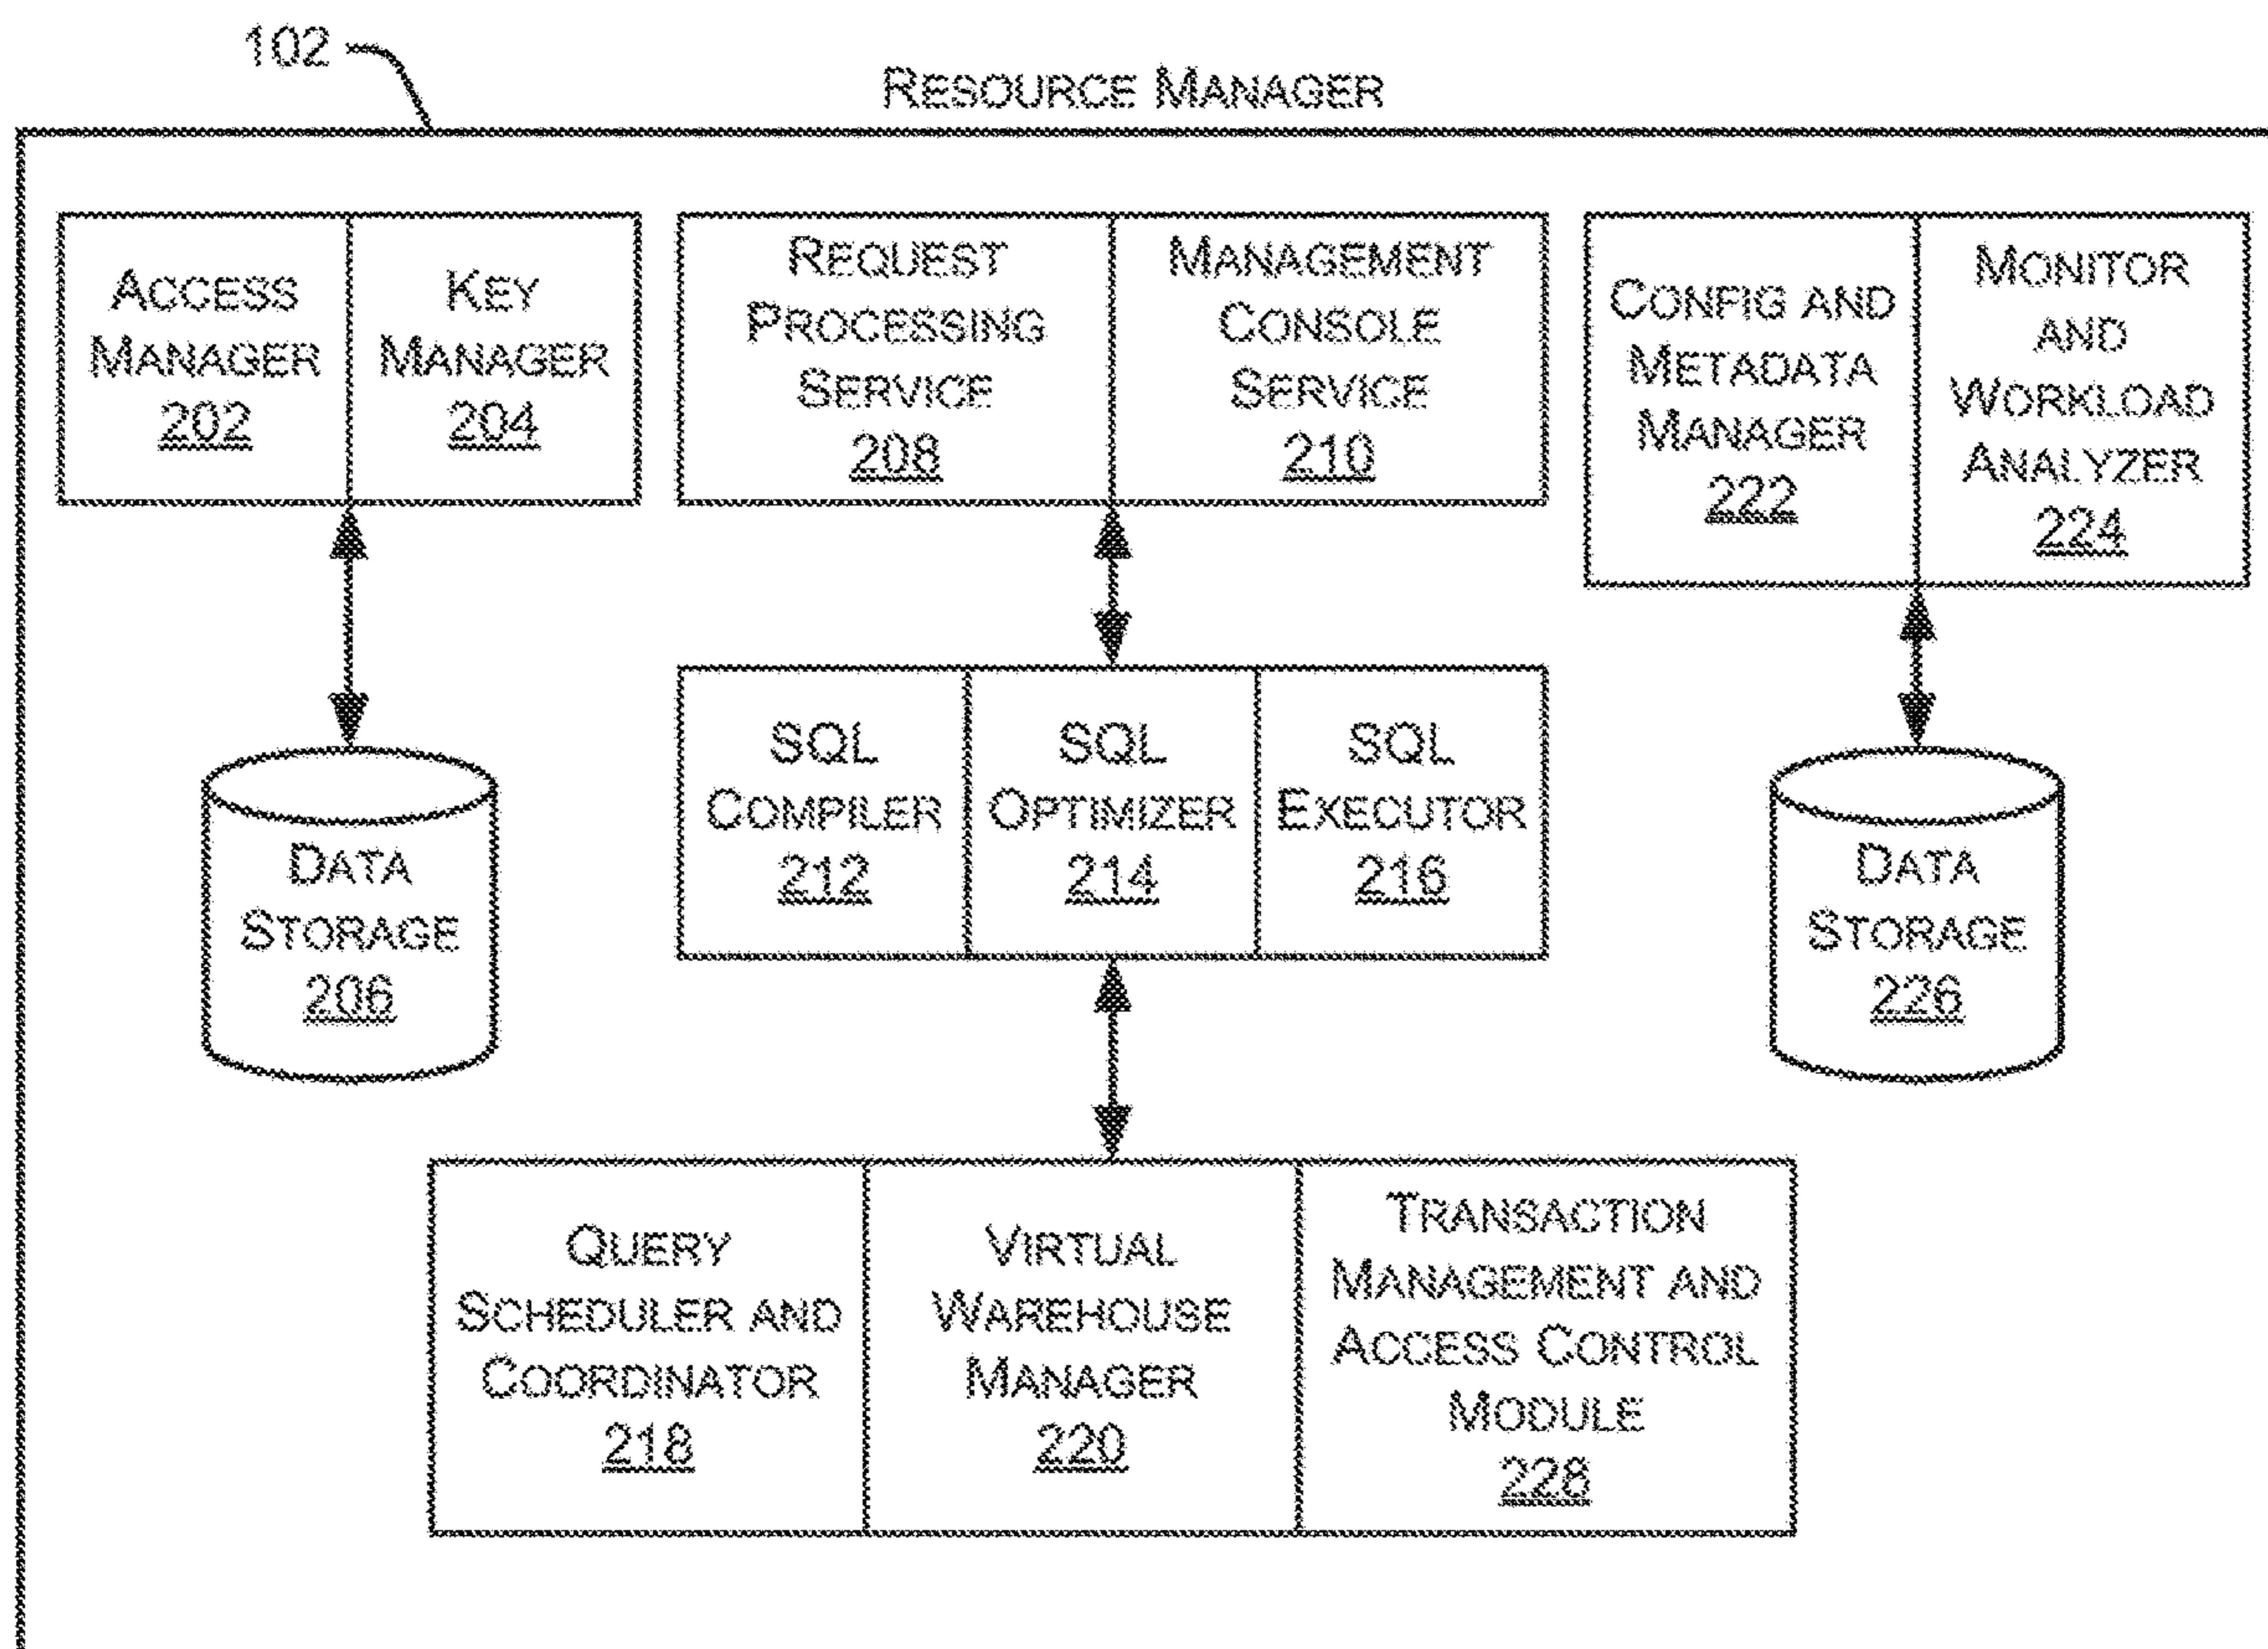 102
RESOURCE MANAGER
ACCESS
MANAGER
202
KEY
MANAGER
204
REQUEST
PROCESSING
SERVICE
208
MANAGEMENT
CONSOLE
SERVICE
210
CONFIG AND
METADATA
MANAGER
222
MONITOR
AND
WORKLOAD
ANALYZER
224
DATA
STORAGE
206
SQL
COMPILER
212
SQL
OPTIMIZER
214
SQL
EXECUTOR
216
DATA
STORAGE
226
QUERY
SCHEDULER AND
COORDINATOR
218
VIRTUAL
WAREHOUSE
MANAGER
220
TRANSACTION
MANAGEMENT AND
ACCESS CONTROL
MODULE
228